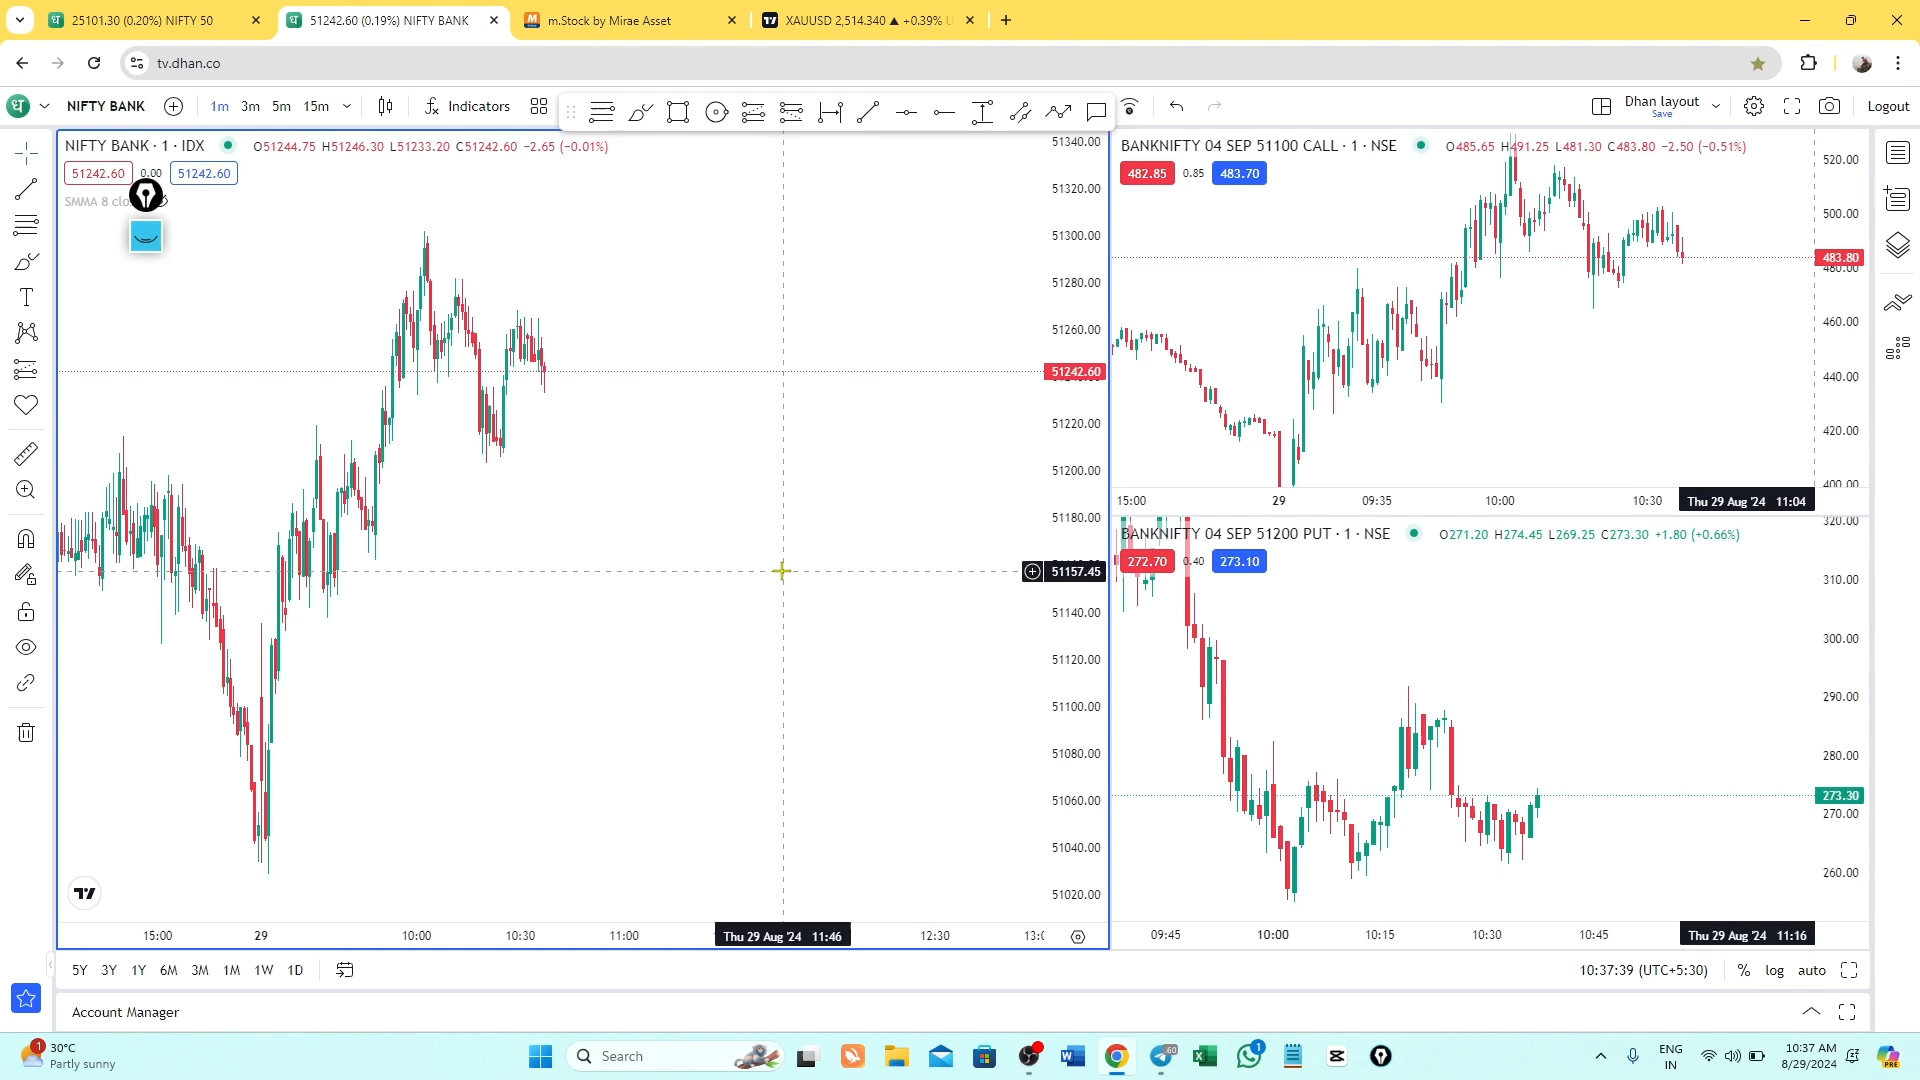 25101.30 (0.20%) NIFTY 50
51242.60 (0.19%) NIFTY BANK
m.Stock by Mirae Asset
XAUUSD 2,514.340 ▲ +0.39% U
tv.dhan.co
NIFTY BANK
1m 3m 5m 15m
Indicators
Dhan layout
Save
Logout
NIFTY BANK · 1 · IDX O51244.75 H51246.30 L51233.20 C51242.60 −2.65 (−0.01%)
51242.60 0.00 51242.60
SMMA 8 clo
51340.00
51320.00
51300.00
51280.00
51260.00
51242.60
51220.00
51200.00
51180.00
51157.45
51140.00
51120.00
51100.00
51080.00
51060.00
51040.00
51020.00
15:00 29 10:00 10:30 11:00 Thu 29 Aug '24 11:46 12:30 13:0
BANKNIFTY 04 SEP 51100 CALL · 1 · NSE O485.65 H491.25 L481.30 C483.80 −2.50 (−0.51%)
482.85 0.85 483.70
520.00
500.00
483.80
480.00
460.00
440.00
420.00
400.00
15:00 29 09:35 10:00 10:30 Thu 29 Aug '24 11:04
BANKNIFTY 04 SEP 51200 PUT · 1 · NSE O271.20 H274.45 L269.25 C273.30 +1.80 (+0.66%)
272.70 0.40 273.10
320.00
310.00
300.00
290.00
280.00
273.30
270.00
260.00
09:45 10:00 10:15 10:30 10:45 Thu 29 Aug '24 11:16
5Y 3Y 1Y 6M 3M 1M 1W 1D
10:37:39 (UTC+5:30) % log auto
Account Manager
1
30°C
Partly sunny
Search
60
1
ENG
IN
10:37 AM
8/29/2024
PRE